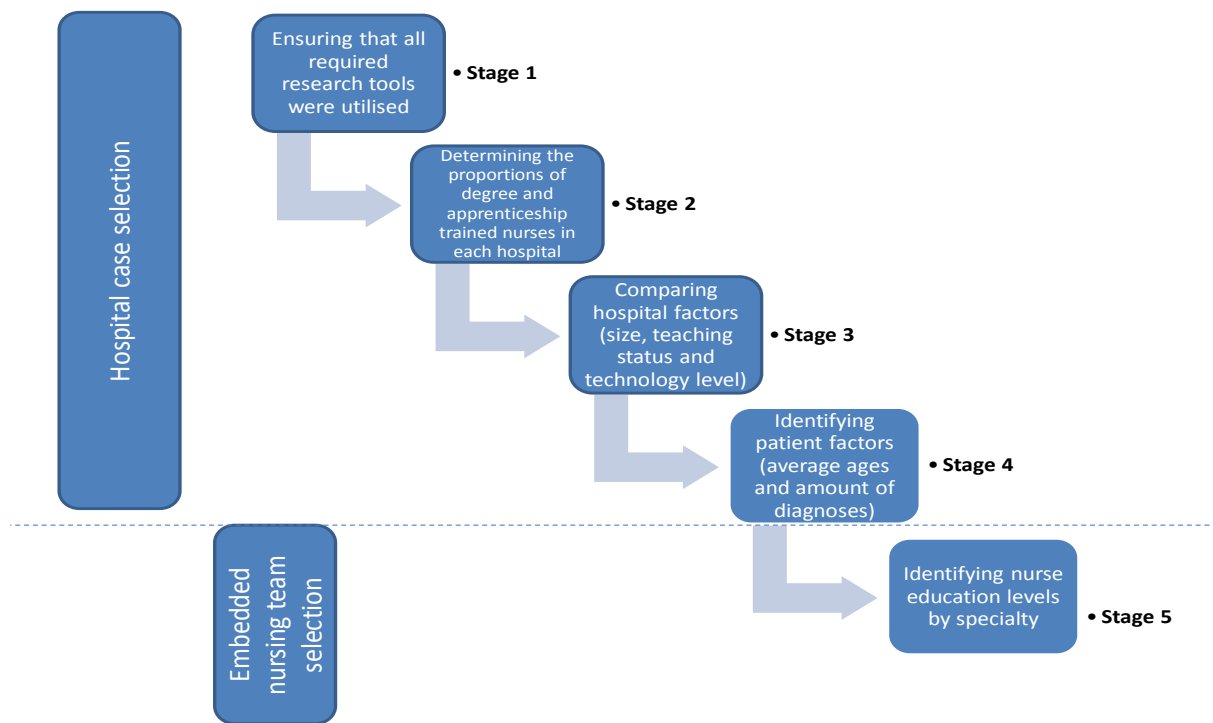 Hospital case selection
Ensuring that all
required
research tools
were utilised
• Stage 1
Determining the
proportions of
degree and
apprenticeship
trained nurses in
each hospital
• Stage 2
Comparing
hospital factors
(size, teaching
status and
technology level)
• Stage 3
Identifying
patient factors
(average ages
and amount of
diagnoses)
• Stage 4
Embedded
nursing team
selection
Identifying nurse
education levels
by specialty
• Stage 5